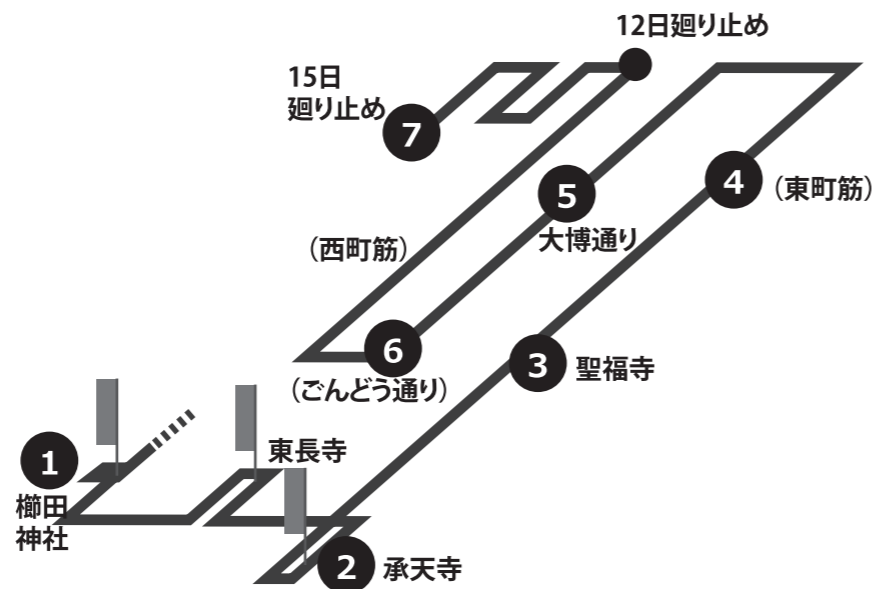 12日廻り止め
15日
廻り止め
7
4
(東町筋)
5
大博通り
(西町筋)
6
(ごんどう通り)
3
聖福寺
1
櫛田
神社
東長寺
2
承天寺